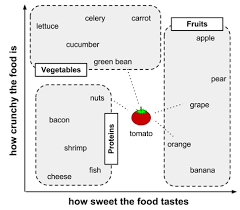 how crunchy the food is
lettuce
celery
carrot
cucumber
green bean
Vegetables
Fruits
apple
pear
grape
orange
banana
nuts
bacon
shrimp
fish
cheese
Proteins
tomato
how sweet the food tastes